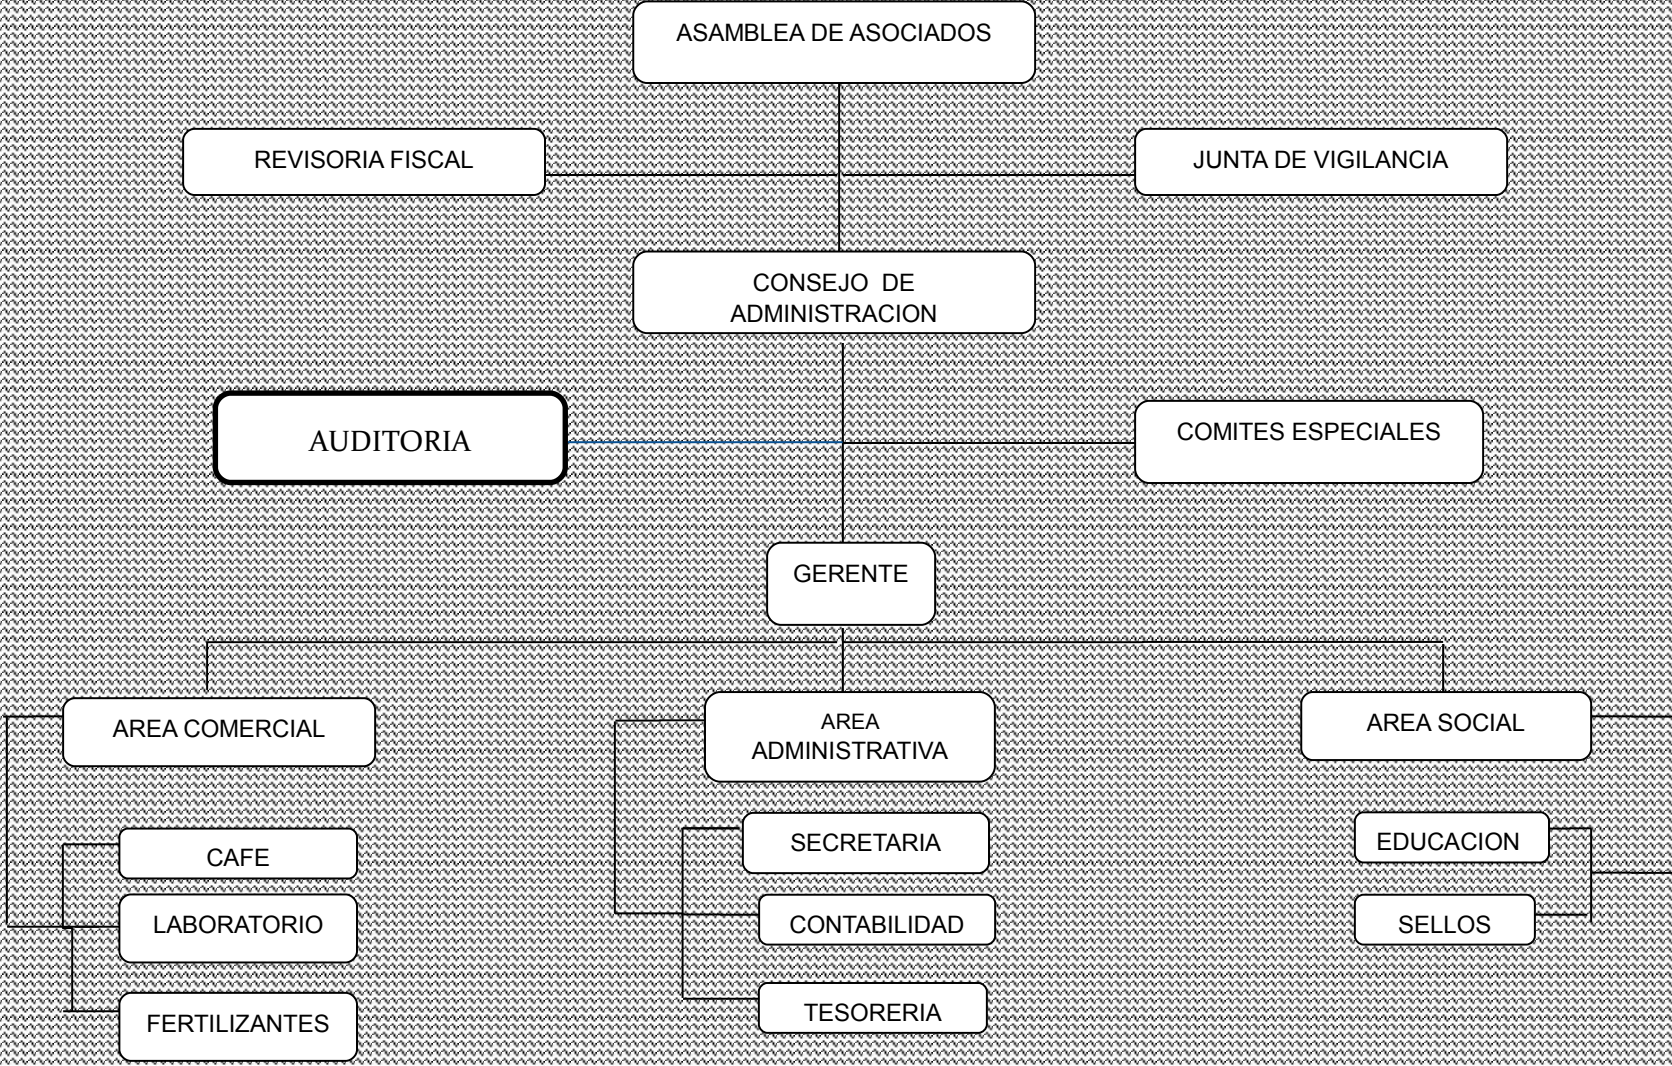 ASAMBLEA DE ASOCIADOS
REVISORIA FISCAL
JUNTA DE VIGILANCIA
CONSEJO DE
ADMINISTRACION
AUDITORIA
COMITES ESPECIALES
GERENTE
AREA COMERCIAL
AREA
ADMINISTRATIVA
AREA SOCIAL
CAFE
LABORATORIO
FERTILIZANTES
SECRETARIA
CONTABILIDAD
TESORERIA
EDUCACION
SELLOS